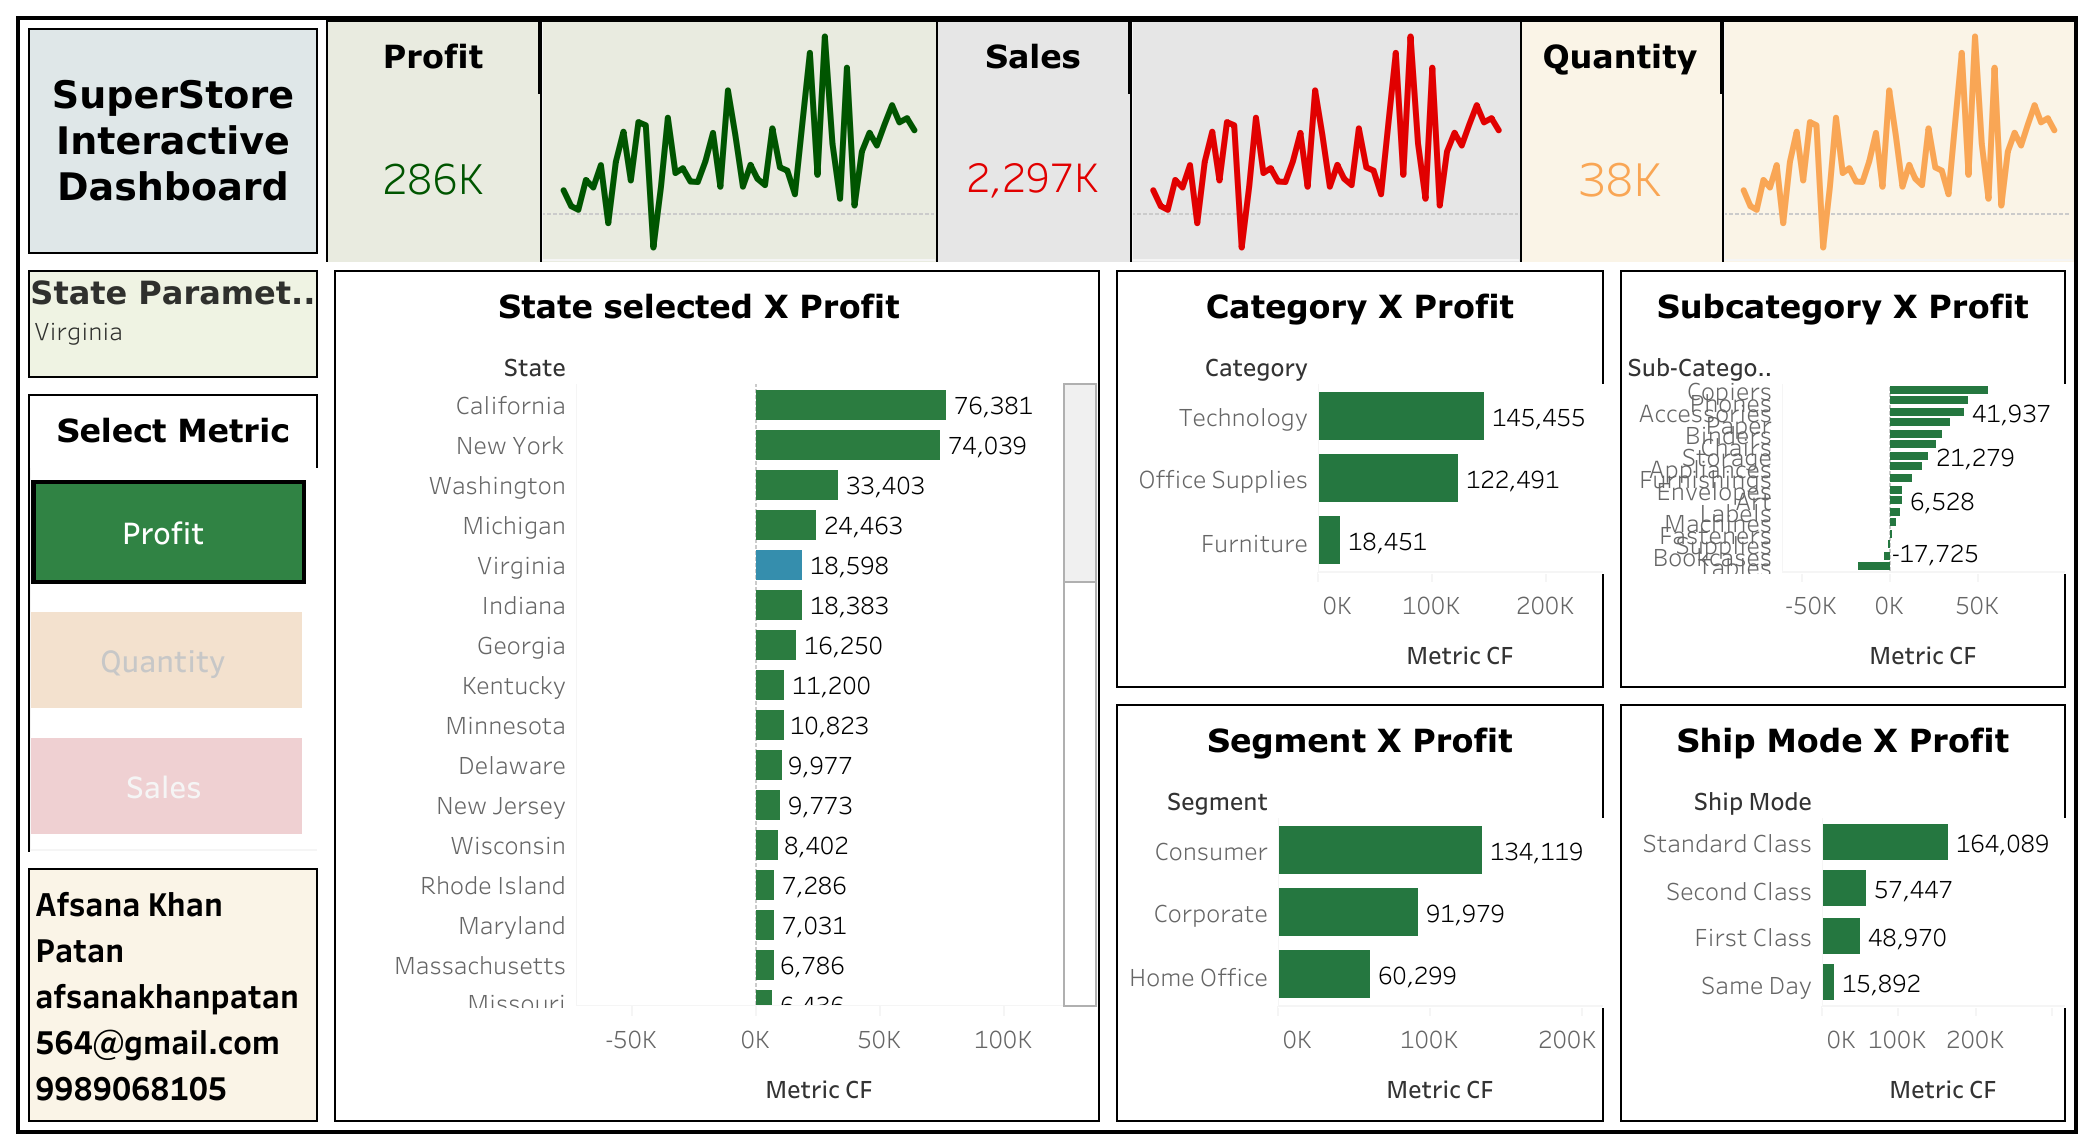 SuperStore
Interactive
Dashboard
Profit
286K
Sales
2,297K
Quantity
38K
State Paramet..
Virginia
Select Metric
Profit
Quantity
Sales
Afsana Khan
Patan
afsanakhanpatan
564@gmail.com
9989068105
State selected X Profit
State
California 76,381
New York 74,039
Washington 33,403
Michigan 24,463
Virginia 18,598
Indiana 18,383
Georgia 16,250
Kentucky 11,200
Minnesota 10,823
Delaware 9,977
New Jersey 9,773
Wisconsin 8,402
Rhode Island 7,286
Maryland 7,031
Massachusetts 6,786
Missouri 6,436
-50K 0K 50K 100K
Metric CF
Category X Profit
Category
Technology 145,455
Office Supplies 122,491
Furniture 18,451
0K 100K 200K
Metric CF
Subcategory X Profit
Sub-Catego..
Copiers
Phones
Accessories 41,937
Paper
Binders
Chairs
Storage 21,279
Appliances
Furnishings
Envelopes
Art 6,528
Labels
Machines
Fasteners
Supplies
Bookcases -17,725
Tables
-50K 0K 50K
Metric CF
Segment X Profit
Segment
Consumer 134,119
Corporate 91,979
Home Office 60,299
0K 100K 200K
Metric CF
Ship Mode X Profit
Ship Mode
Standard Class 164,089
Second Class 57,447
First Class 48,970
Same Day 15,892
0K 100K 200K
Metric CF